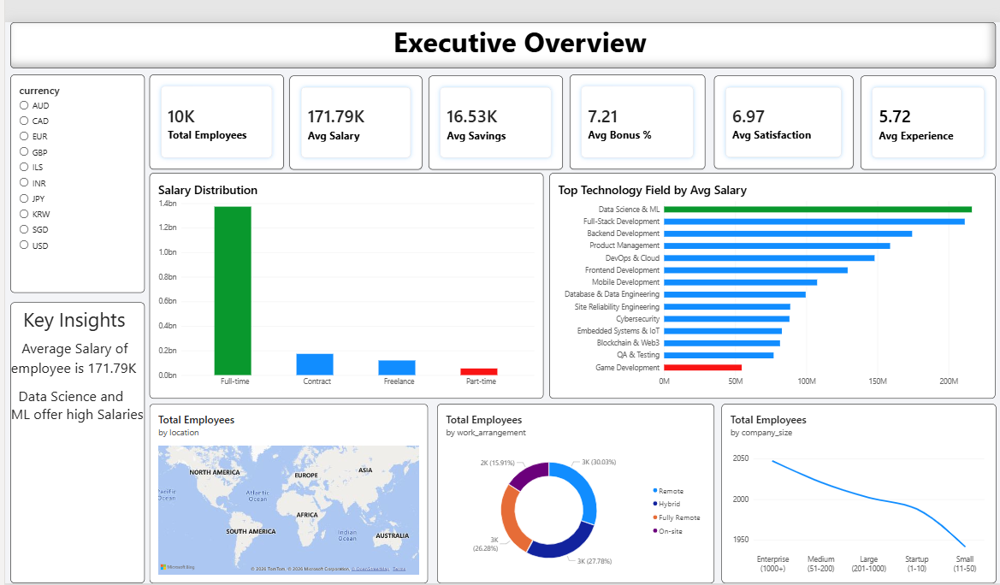 Executive Overview
currency
AUD
CAD
EUR
GBP
ILS
INR
JPY
KRW
SGD
USD
10K
Total Employees
171.79K
Avg Salary
16.53K
Avg Savings
7.21
Avg Bonus %
6.97
Avg Satisfaction
5.72
Avg Experience
Key Insights
Average Salary of
employee is 171.79K
Data Science and
ML offer high Salaries
Salary Distribution
1.4bn
1.2bn
1.0bn
0.8bn
0.6bn
0.4bn
0.2bn
0.0bn
Full-time
Contract
Freelance
Part-time
Top Technology Field by Avg Salary
Data Science & ML
Full-Stack Development
Backend Development
Product Management
DevOps & Cloud
Frontend Development
Mobile Development
Database & Data Engineering
Site Reliability Engineering
Cybersecurity
Embedded Systems & IoT
Blockchain & Web3
QA & Testing
Game Development
0M
50M
100M
150M
200M
Total Employees
by location
NORTH AMERICA
EUROPE
ASIA
Pacific
Ocean
Atlantic
Ocean
AFRICA
SOUTH AMERICA
Indian
Ocean
AUSTRALIA
Microsoft Bing
© 2026 TomTom, © 2026 Microsoft Corporation, © OpenStreetMap Terms
Total Employees
by work_arrangement
2K (15.91%)
3K (30.03%)
3K
(26.28%)
3K (27.78%)
Remote
Hybrid
Fully Remote
On-site
Total Employees
by company_size
2050
2000
1950
Enterprise
(1000+)
Medium
(51-200)
Large
(201-1000)
Startup
(1-10)
Small
(11-50)